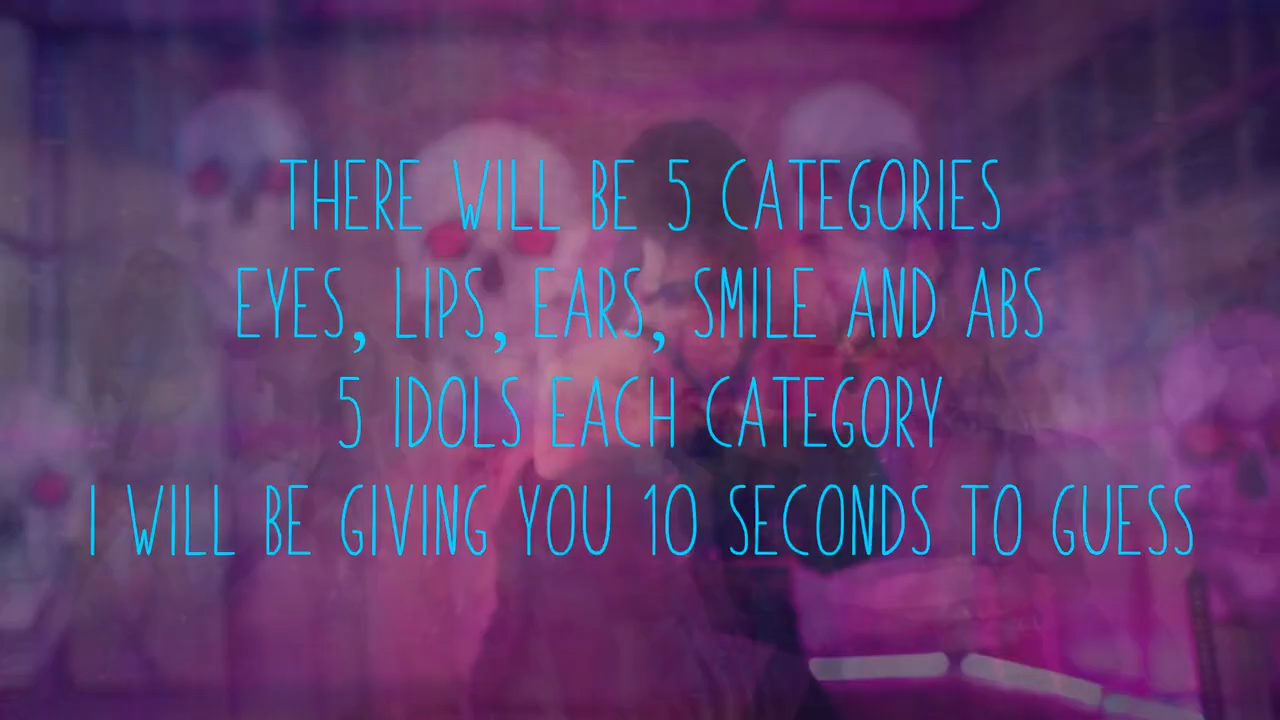 THERE WILL BE 5 CATEGORIES
EYES, LIPS, EARS, SMILE AND ABS
5 IDOLS EACH CATEGORY
I WILL BE GIVING YOU 10 SECONDS TO GUESS